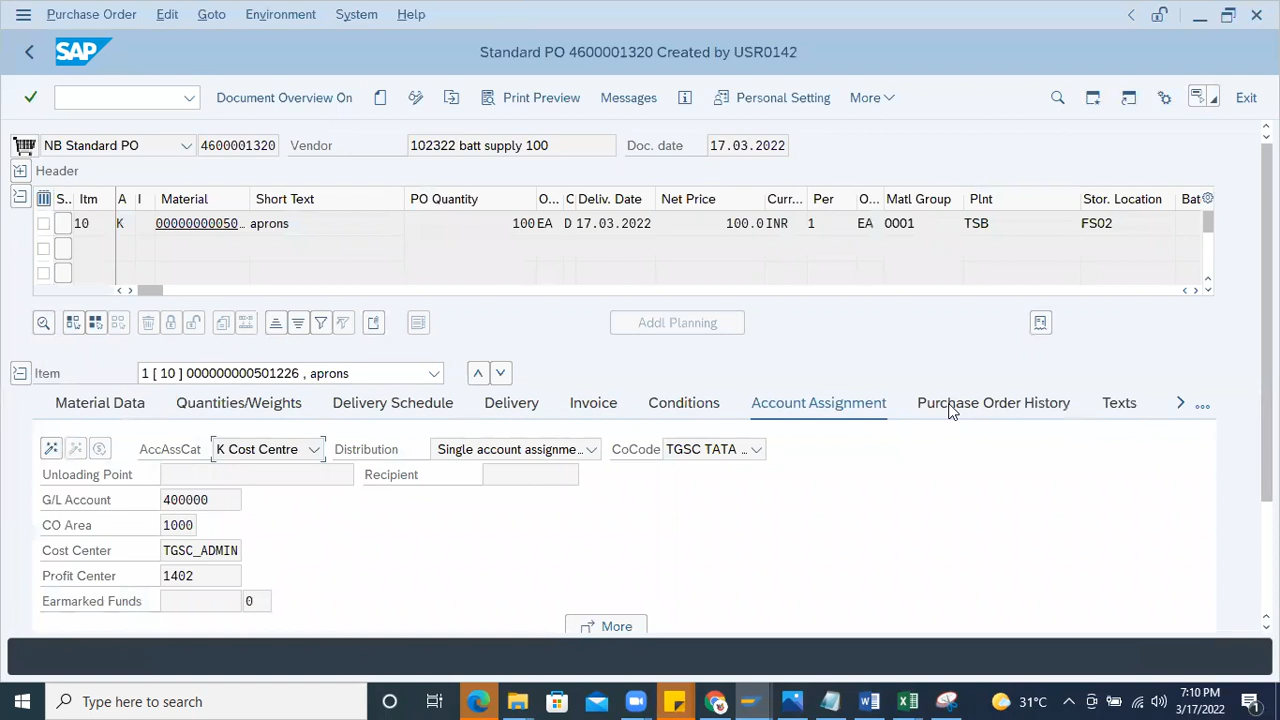 Purchase Order Edit Goto Environment System Help
SAP Standard PO 4600001320 Created by USR0142
Document Overview On Print Preview Messages Personal Setting More Exit
NB Standard PO 4600001320 Vendor 102322 batt supply 100 Doc. date 17.03.2022
Header
S.. Itm A I Material Short Text PO Quantity O... C Deliv. Date Net Price Curr... Per O... Matl Group Plnt Stor. Location Bat
10 K 00000000050... aprons 100 EA D 17.03.2022 100.0 INR 1 EA 0001 TSB FS02
Addl. Planning
Item 1 [ 10 ] 000000000501226 , aprons
Material Data Quantities/Weights Delivery Schedule Delivery Invoice Conditions Account Assignment Purchase Order History Texts
AccAssCat K Cost Centre Distribution Single account assignme... CoCode TGSC TATA ...
Unloading Point Recipient
G/L Account 400000
CO Area 1000
Cost Center TGSC_ADMIN
Profit Center 1402
Earmarked Funds 0
More
Type here to search 31°C 7:10 PM
3/17/2022 1